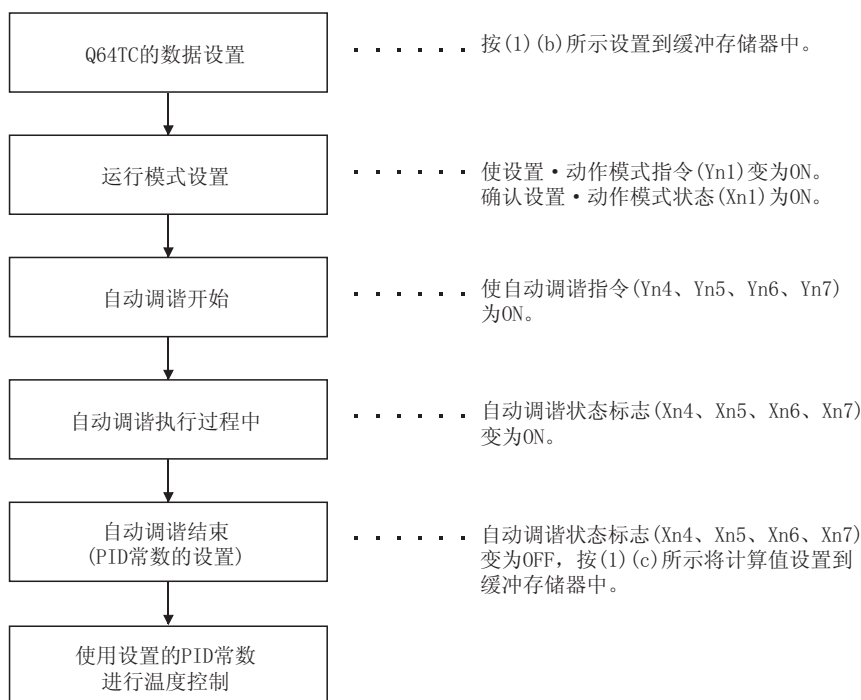 Q64TC的数据设置
按(1)(b)所示设置到缓冲存储器中。
运行模式设置
使设置·动作模式指令(Yn1)变为ON。
确认设置·动作模式状态(Xn1)为ON。
自动调谐开始
使自动调谐指令(Yn4、Yn5、Yn6、Yn7)
为ON。
自动调谐执行过程中
自动调谐状态标志(Xn4、Xn5、Xn6、Xn7)
变为ON。
自动调谐结束
(PID常数的设置)
自动调谐状态标志(Xn4、Xn5、Xn6、Xn7)
变为OFF，按(1)(c)所示将计算值设置到
缓冲存储器中。
使用设置的PID常数
进行温度控制